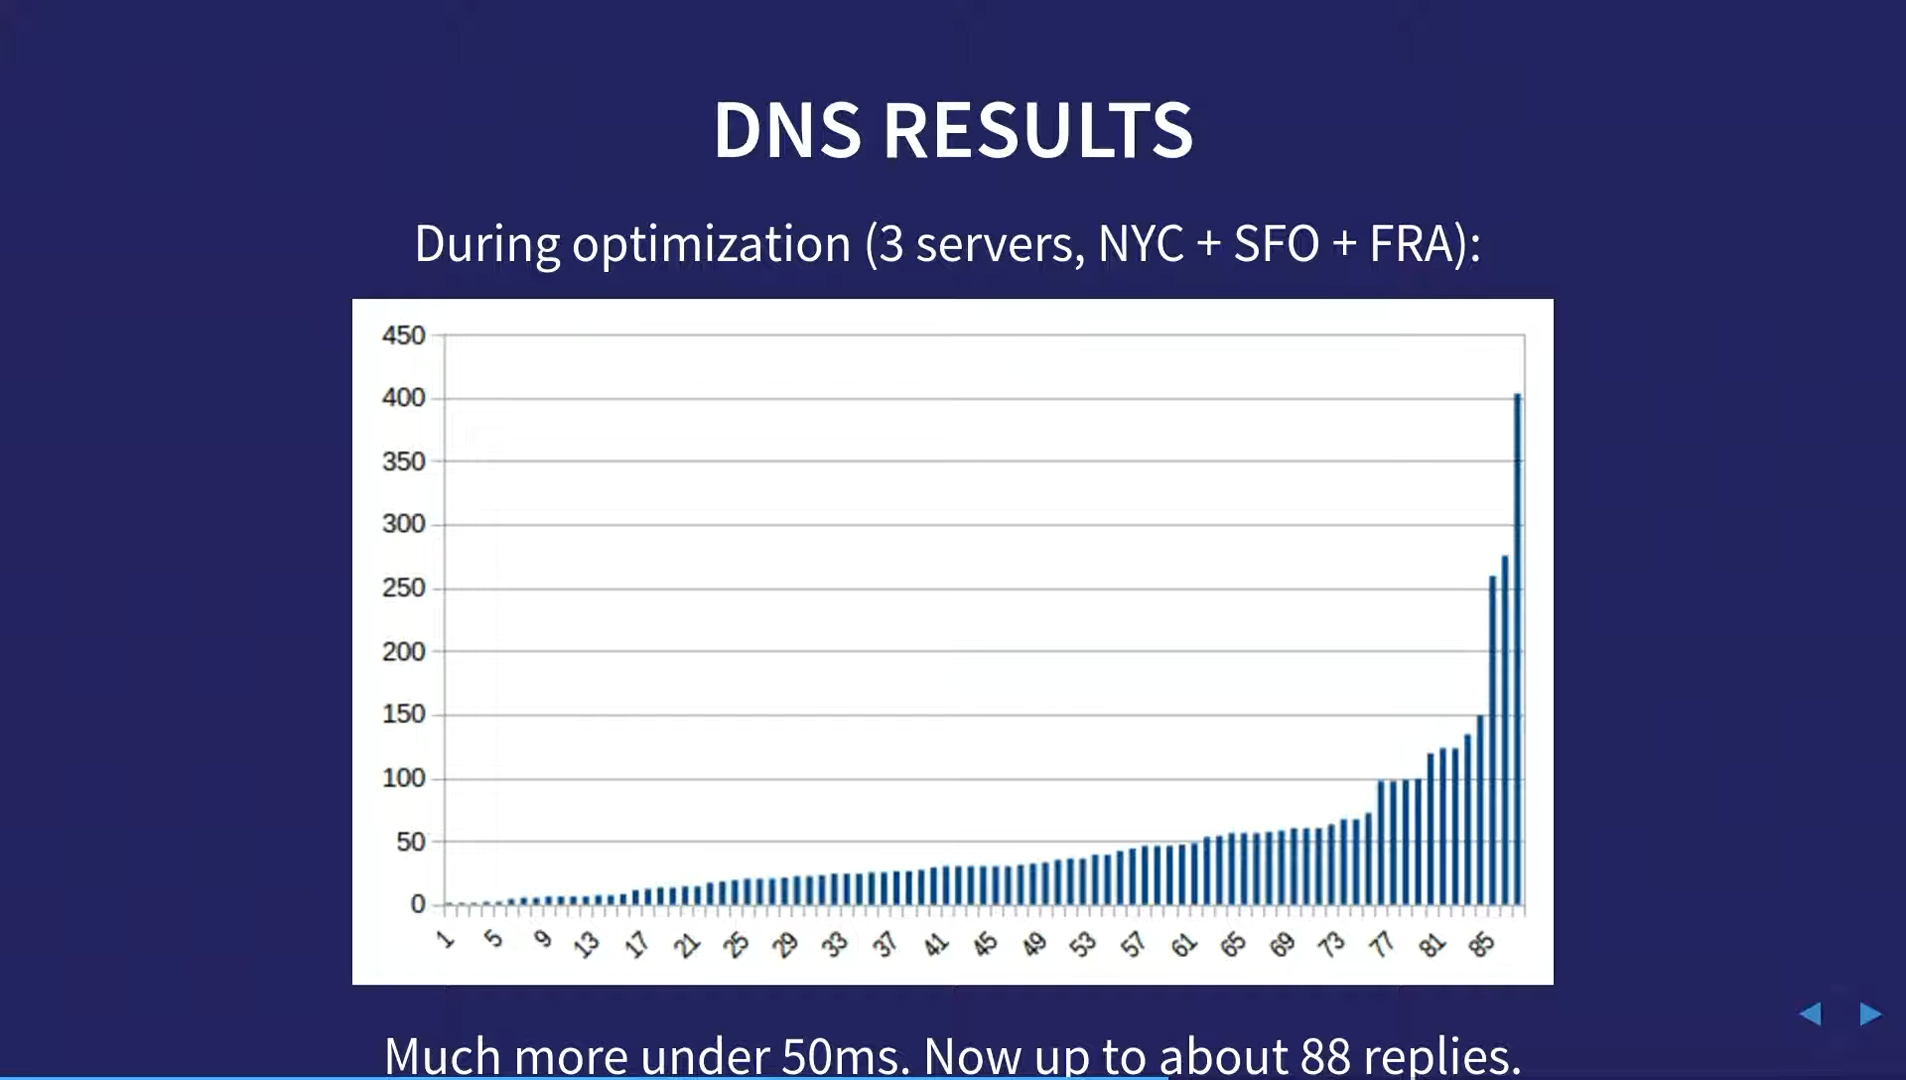 DNS RESULTS
During optimization (3 servers, NYC + SFO + FRA):
450
400
350
300
250
200
150
100
50
0
1 5 9 13 17 21 25 29 33 37 41 45 49 53 57 61 65 69 73 77 81 85
Much more under 50ms. Now up to about 88 replies.